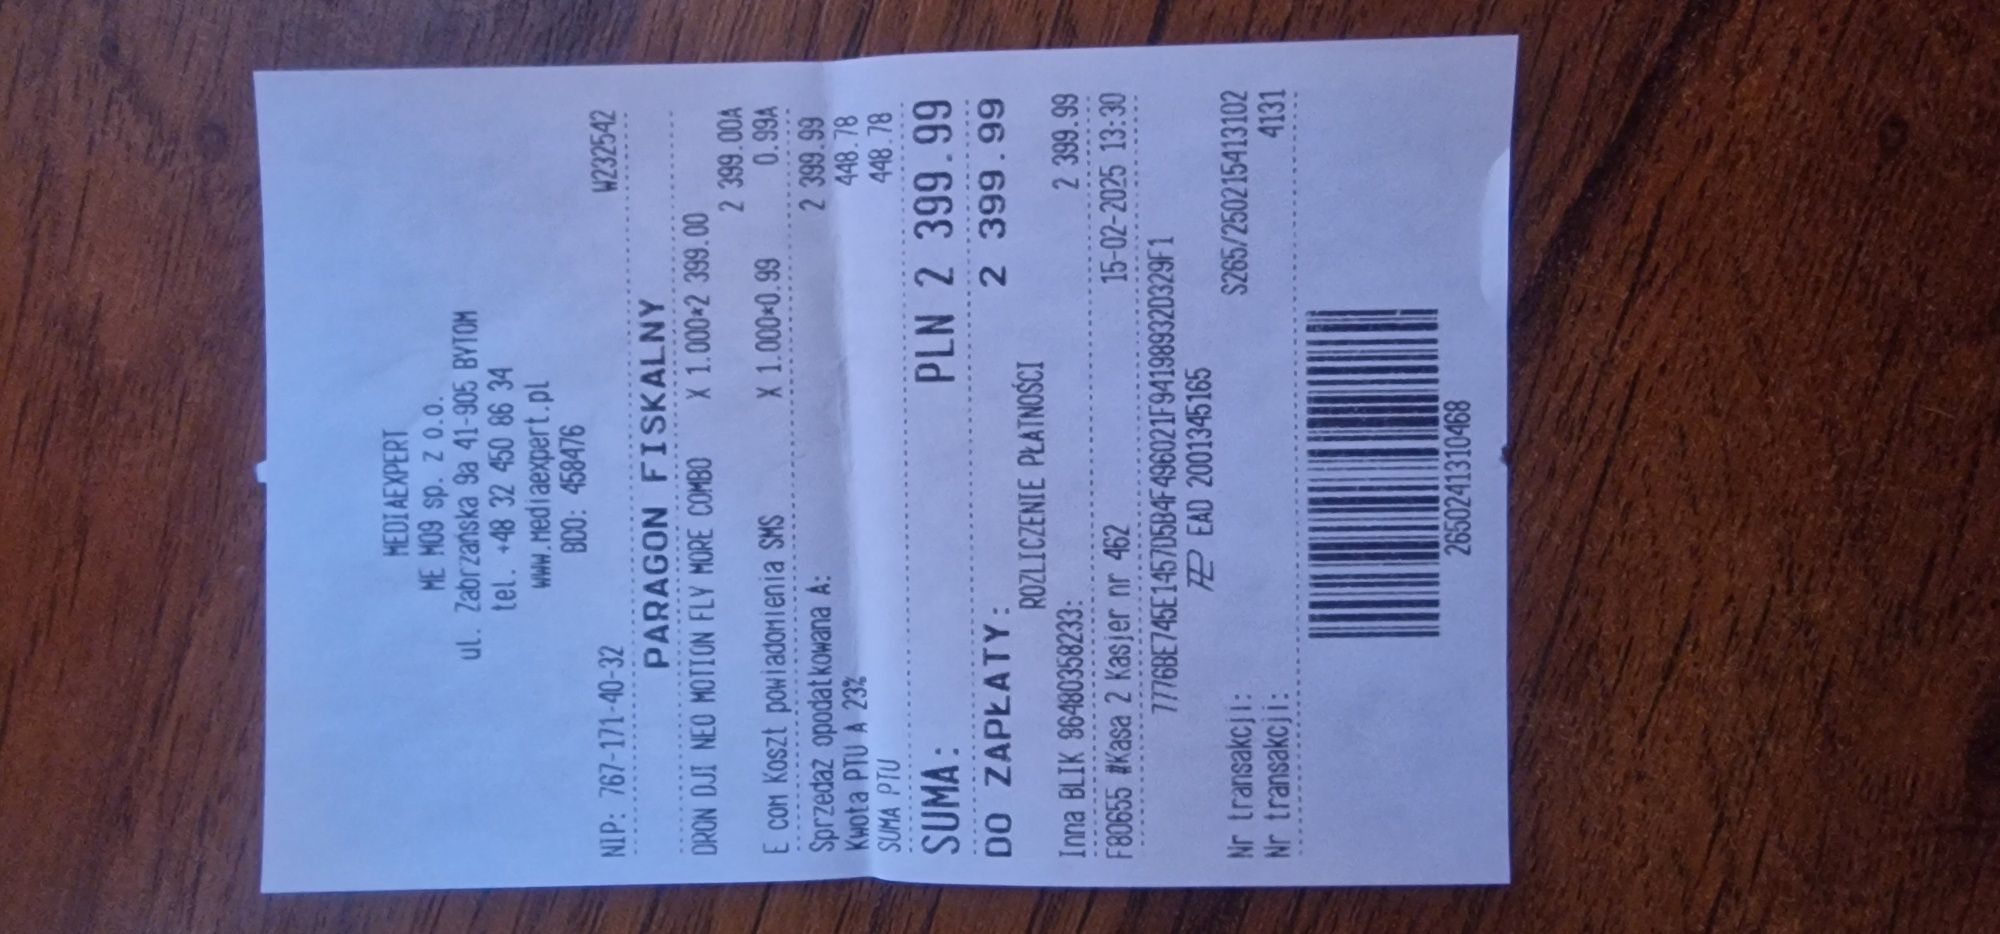 MEDIAEXPERT
ME M09 sp. z o.o.
ul. Zabrzańska 9a 41-905 BYTOM
tel. +48 32 450 86 34
www.mediaexpert.pl
BDO: 458476
NIP: 767-171-40-32 W232542
PARAGON FISKALNY
DRON DJI NEO MOTION FLY MORE COMBO X 1.000*2 399.00
2 399.00A
E com Koszt powiadomienia SMS X 1.000*0.99 0.99A
Sprzedaż opodatkowana A: 2 399.99
Kwota PTU A 23% 448.78
SUMA PTU 448.78
SUMA: PLN 2 399.99
DO ZAPŁATY: 2 399.99
ROZLICZENIE PŁATNOŚCI
Inna BLIK 86480358233: 2 399.99
F80655 #Kasa 2 Kasjer nr 462 15-02-2025 13:30
7776BE745E1457D5B4F496021F94198932D329F1
EAD 2001345165
Nr transakcji: S265/250215413102
Nr transakcji: 4131
2650241310468